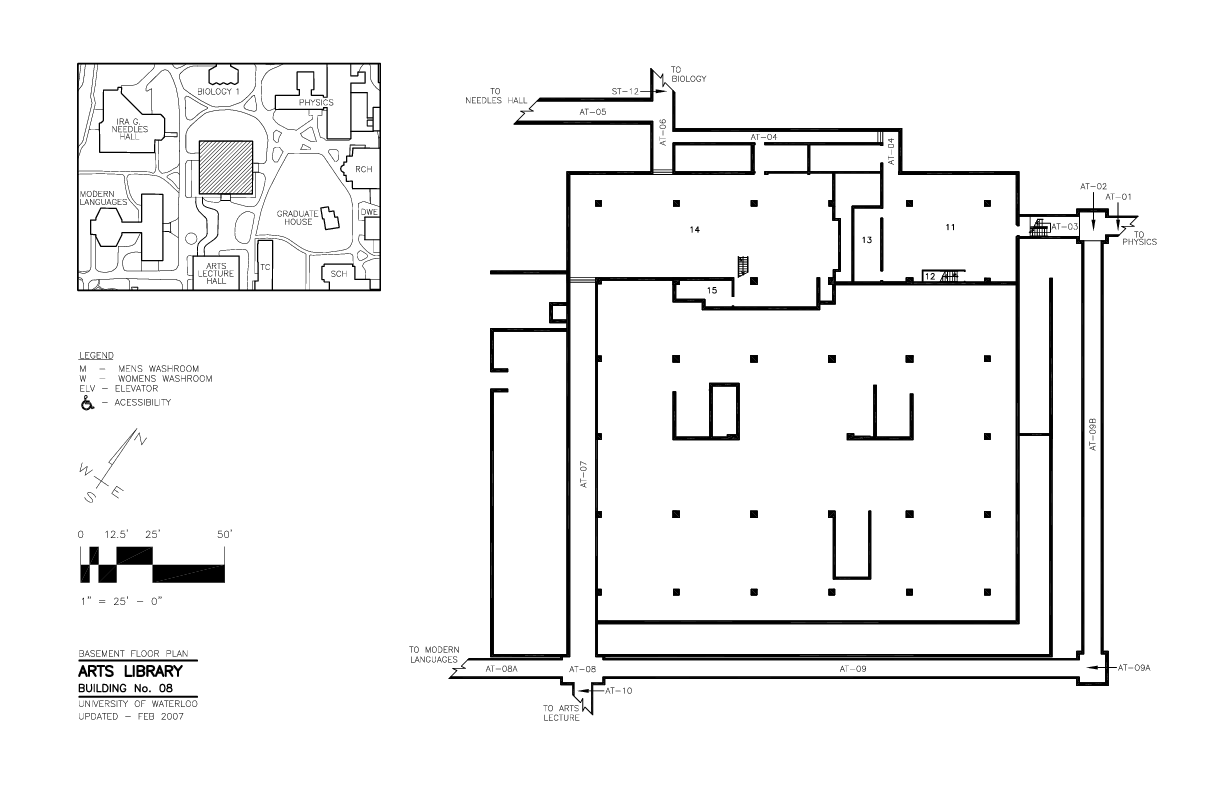 BIOLOGY 1
PHYSICS
IRA G.
NEEDLES
HALL
RCH
MODERN
LANGUAGES
GRADUATE
HOUSE
DWE
ARTS
LECTURE
HALL
TC
SCH
LEGEND
M – MENS WASHROOM
W – WOMENS WASHROOM
ELV – ELEVATOR
– ACESSIBILITY
N
W
E
S
0 12.5' 25' 50'
1" = 25' – 0"
BASEMENT FLOOR PLAN
ARTS LIBRARY
BUILDING No. 08
UNIVERSITY OF WATERLOO
UPDATED – FEB 2007
TO
BIOLOGY
TO
NEEDLES HALL
ST-12
AT-05
AT-06
AT-04
AT-04
AT-02
AT-01
AT-03
TO
PHYSICS
14
13
11
12
15
AT-09B
AT-07
TO MODERN
LANGUAGES
AT-08A
AT-08
AT-09
AT-09A
AT-10
TO ARTS
LECTURE